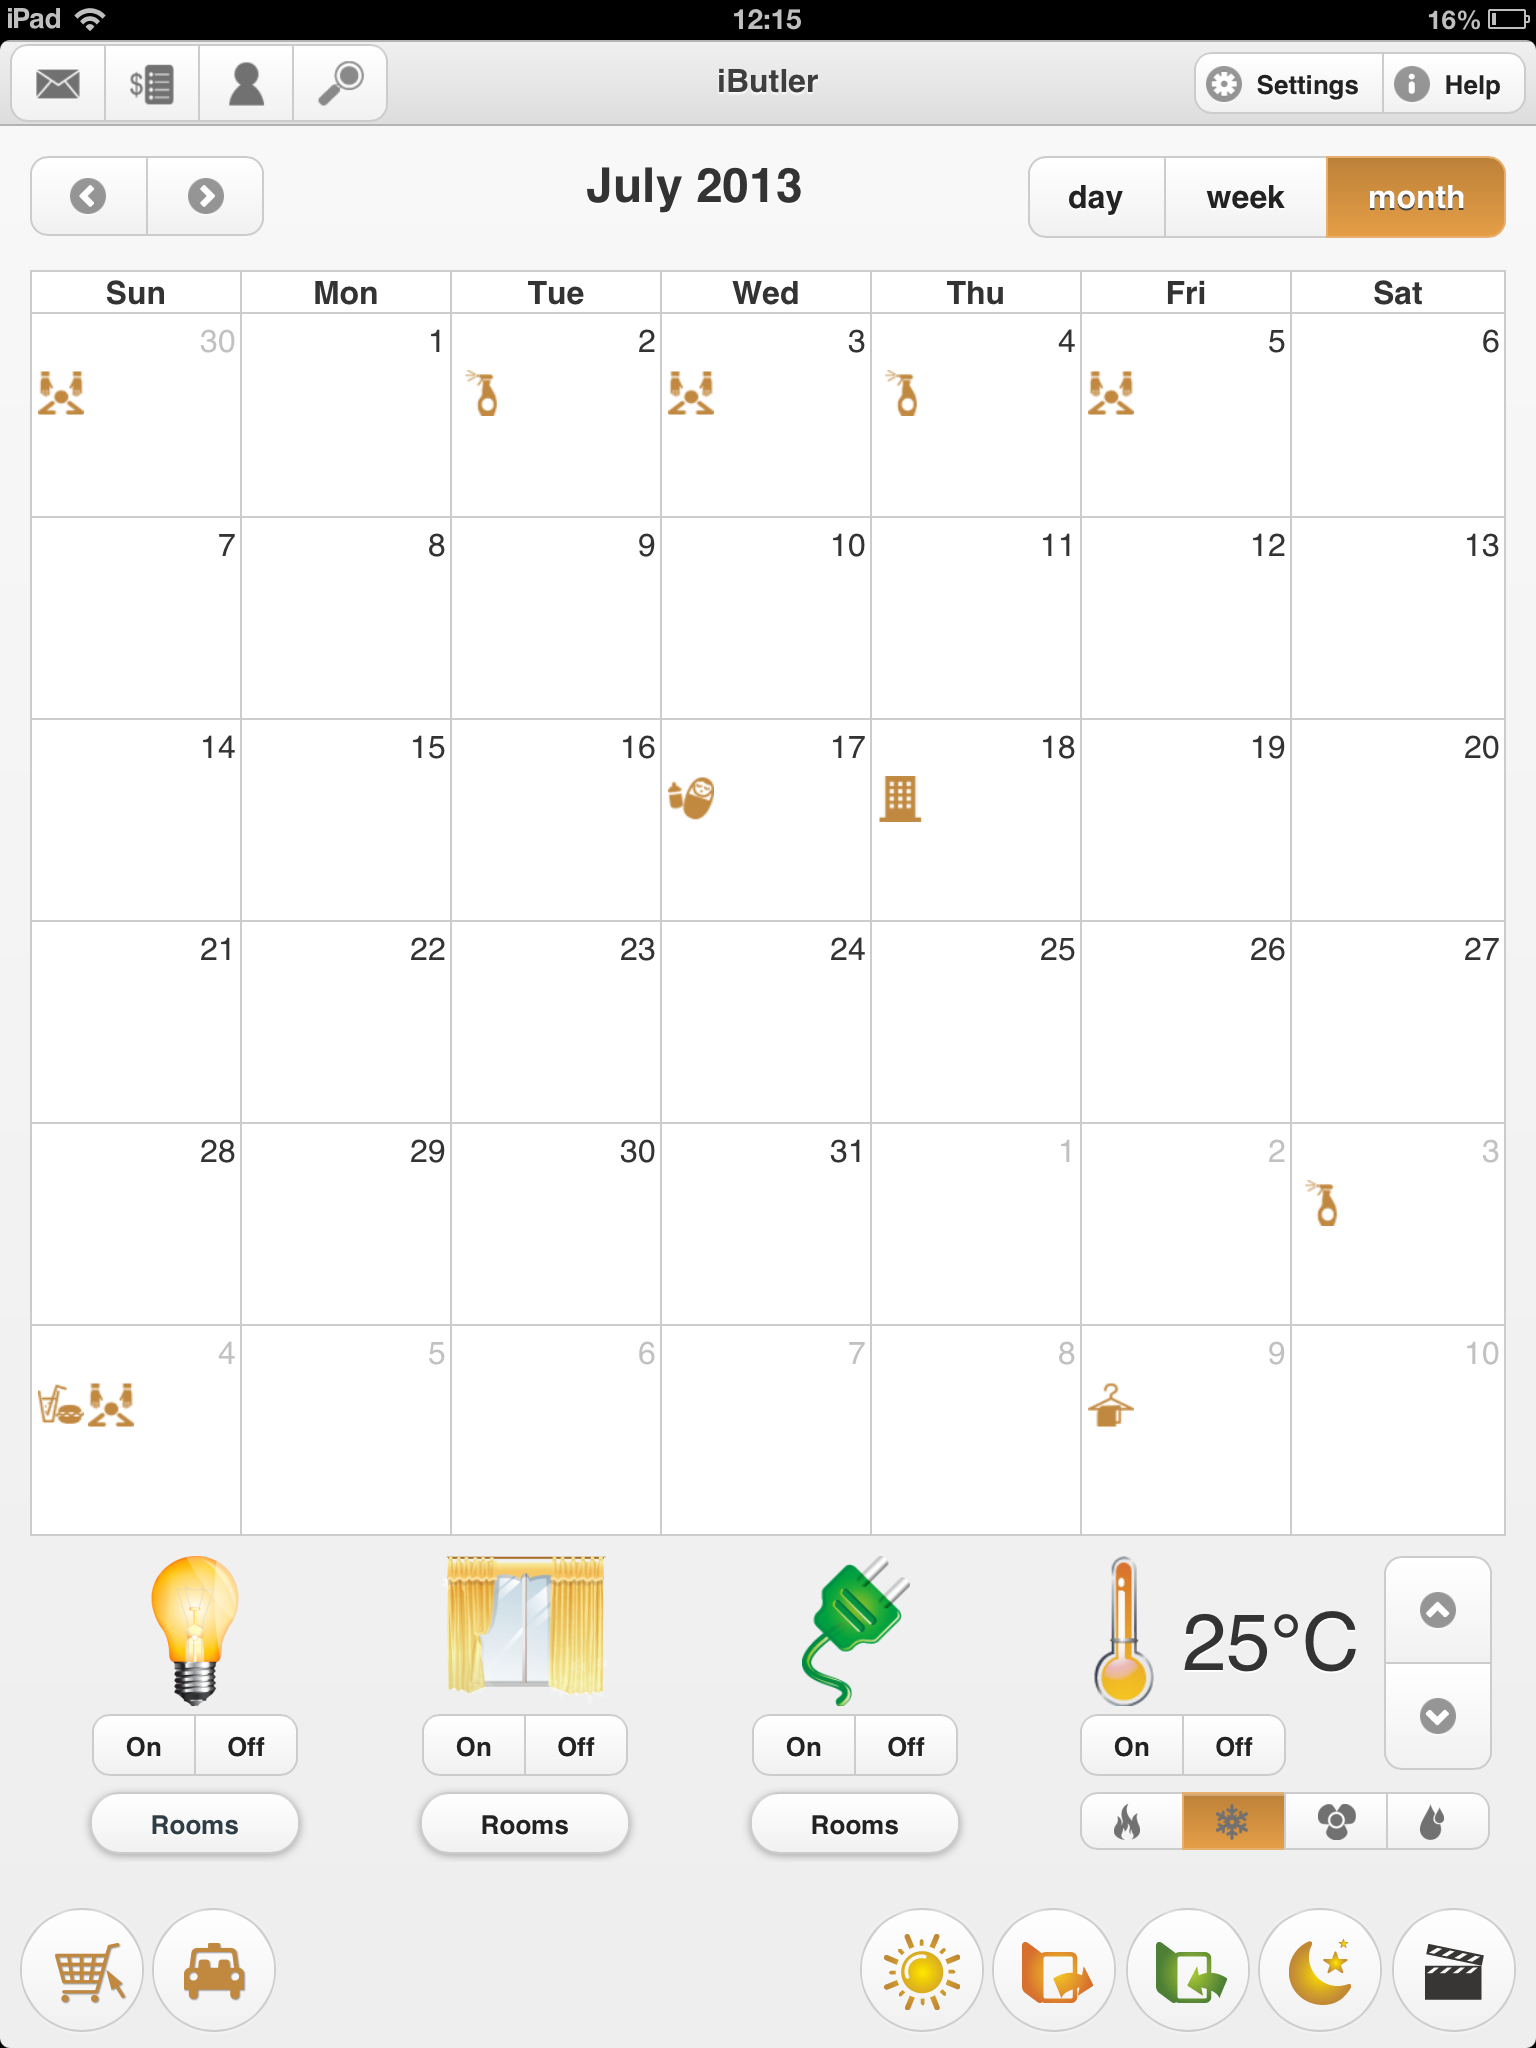 iPad 12:15 16%
$ iButler Settings Help
July 2013 day week month
Sun Mon Tue Wed Thu Fri Sat
30 1 2 3 4 5 6
7 8 9 10 11 12 13
14 15 16 17 18 19 20
21 22 23 24 25 26 27
28 29 30 31 1 2 3
4 5 6 7 8 9 10
25°C
On Off On Off On Off On Off
Rooms Rooms Rooms